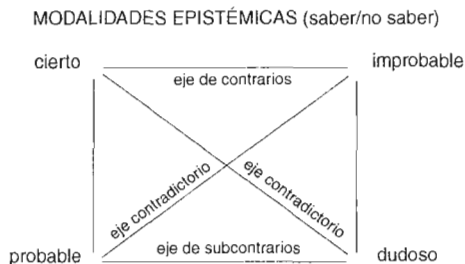 MODALIDADES EPISTÉMICAS (saber/no saber)
cierto
improbable
eje de contrarios
eje contradictorio
eje contradictorio
eje de subcontrarios
probable
dudoso